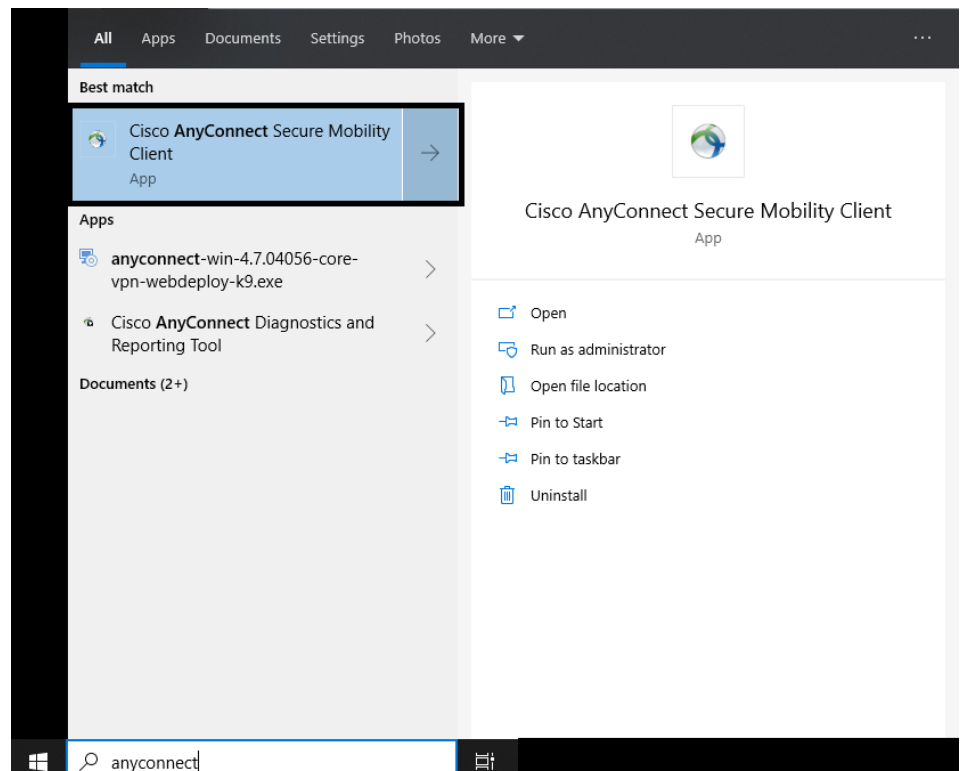 All Apps Documents Settings Photos More ...
Best match
Cisco AnyConnect Secure Mobility
Client
App
Apps
anyconnect-win-4.7.04056-core-
vpn-webdeploy-k9.exe
Cisco AnyConnect Diagnostics and
Reporting Tool
Documents (2+)
Cisco AnyConnect Secure Mobility Client
App
Open
Run as administrator
Open file location
Pin to Start
Pin to taskbar
Uninstall
anyconnect